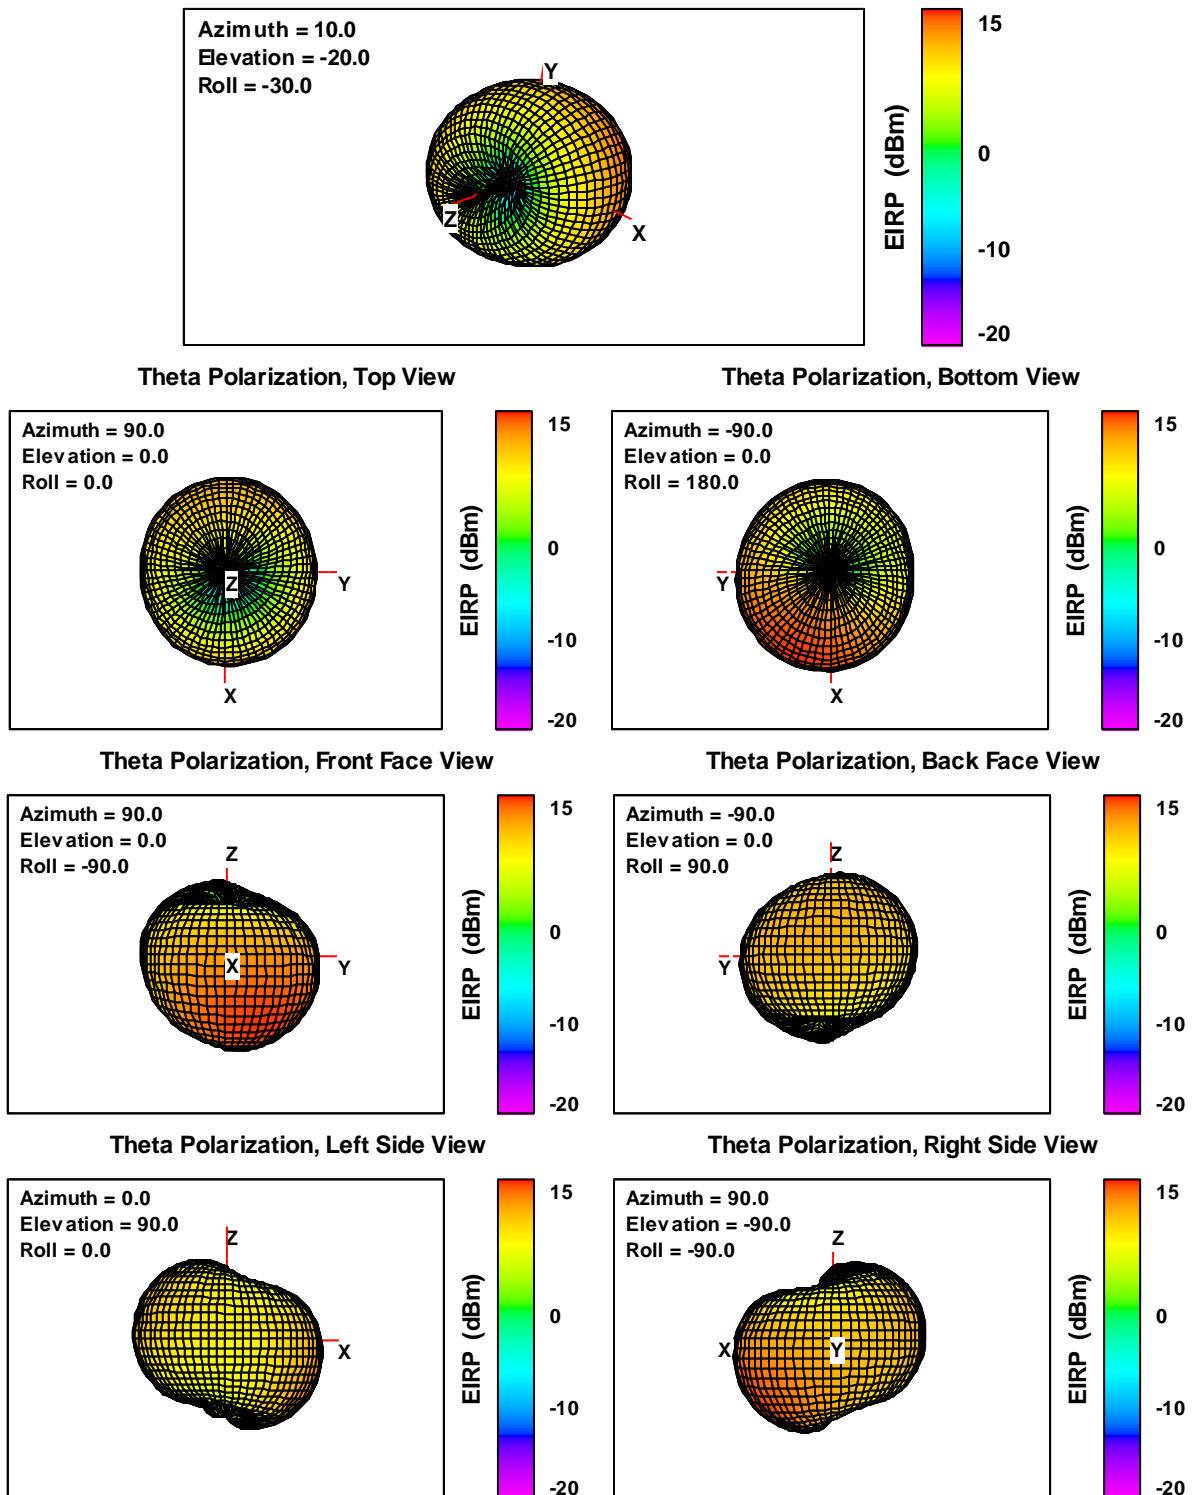 Azimuth = 10.0
Elevation = -20.0
Roll = -30.0
Y
Z
X
EIRP (dBm)
15
0
-10
-20
Theta Polarization, Top View
Azimuth = 90.0
Elevation = 0.0
Roll = 0.0
Z
Y
X
EIRP (dBm)
15
0
-10
-20
Theta Polarization, Bottom View
Azimuth = -90.0
Elevation = 0.0
Roll = 180.0
Y
X
EIRP (dBm)
15
0
-10
-20
Theta Polarization, Front Face View
Azimuth = 90.0
Elevation = 0.0
Roll = -90.0
Z
X
Y
EIRP (dBm)
15
0
-10
-20
Theta Polarization, Back Face View
Azimuth = -90.0
Elevation = 0.0
Roll = 90.0
Z
Y
EIRP (dBm)
15
0
-10
-20
Theta Polarization, Left Side View
Azimuth = 0.0
Elevation = 90.0
Roll = 0.0
Z
X
EIRP (dBm)
15
0
-10
-20
Theta Polarization, Right Side View
Azimuth = 90.0
Elevation = -90.0
Roll = -90.0
Z
X
Y
EIRP (dBm)
15
0
-10
-20